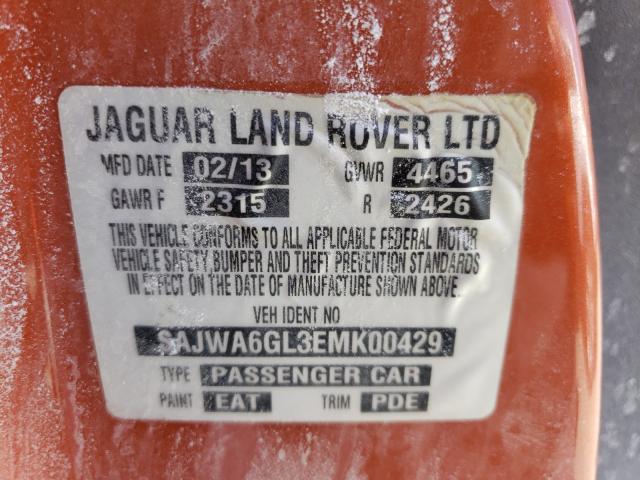 JAGUAR LAND ROVER LTD
MFD DATE 02/13 GVWR 4465
GAWR F 2315 R 2426
THIS VEHICLE CONFORMS TO ALL APPLICABLE FEDERAL MOTOR
VEHICLE SAFETY, BUMPER AND THEFT PREVENTION STANDARDS
IN EFFECT ON THE DATE OF MANUFACTURE SHOWN ABOVE.
VEH IDENT NO
SAJWA6GL3EMK00429
TYPE PASSENGER CAR
PAINT EAT TRIM PDE